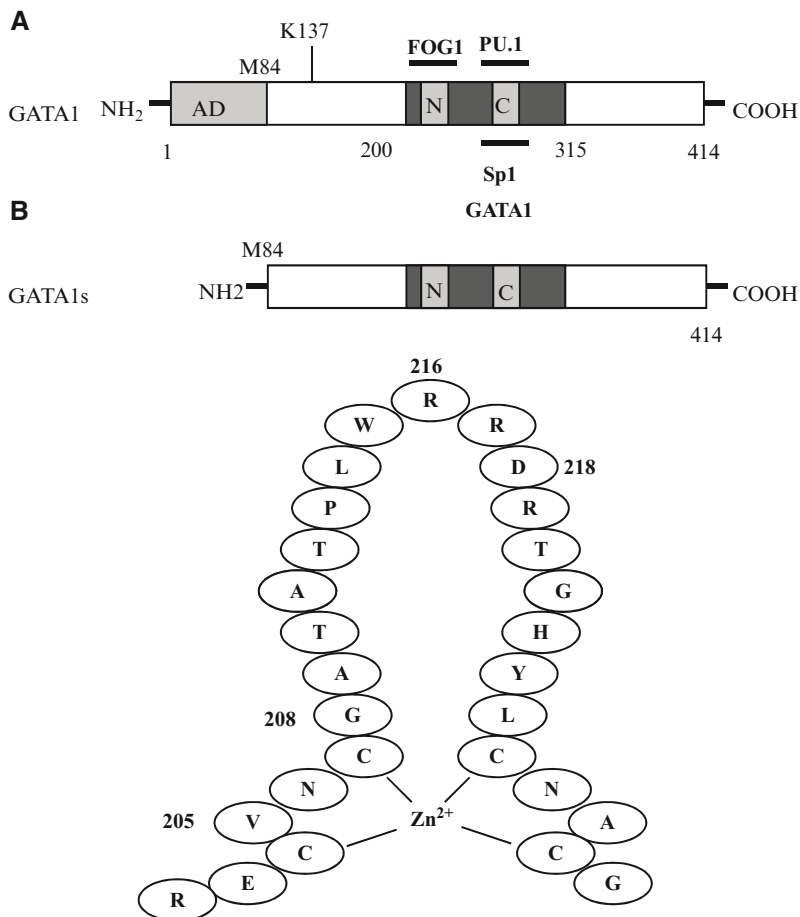 A
K137
FOG1 PU.1
M84
GATA1 NH2 AD N C COOH
1 200 315 414
Sp1
GATA1
B
M84
GATA1s NH2 N C COOH
414
216
R
W R
L D 218
P R
T T
A G
T H
A Y
208 G L
C C
N N
205 V Zn2+ A
C C
E G
R